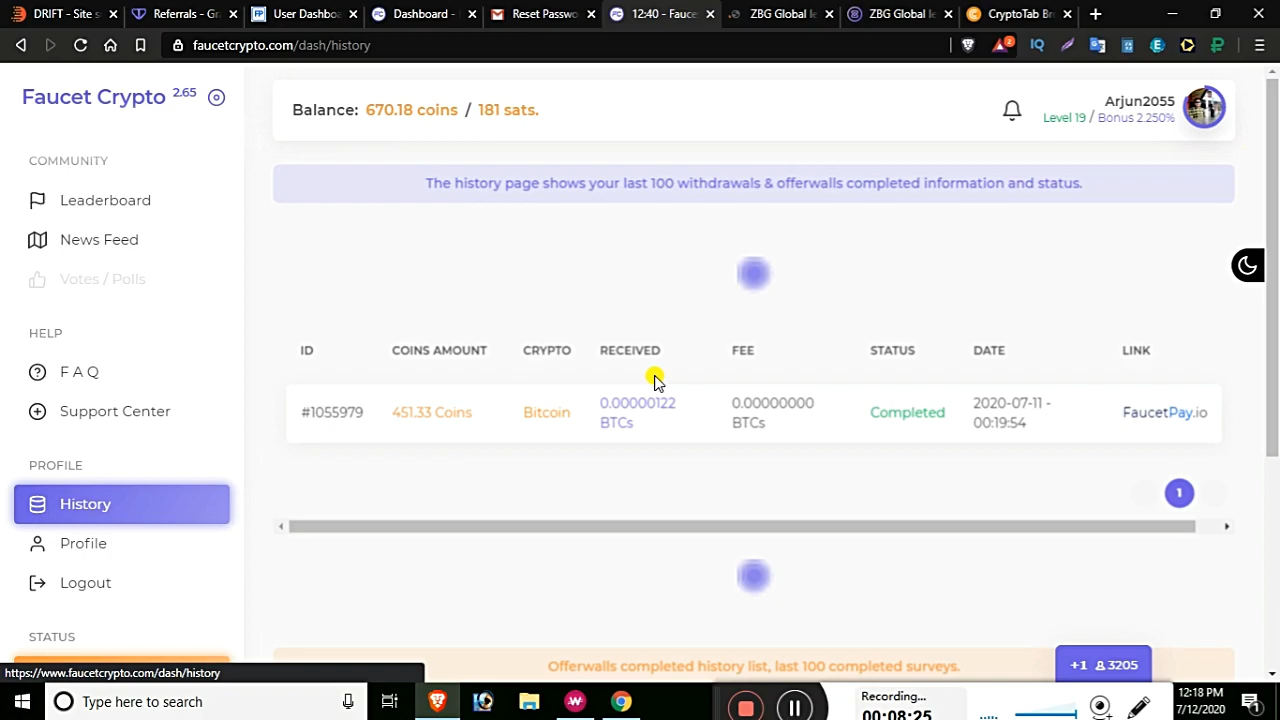 DRIFT - Site s
Referrals - Gra
User Dashboa
Dashboard -
Reset Passwo
12:40 - Fauce
ZBG Global le
ZBG Global le
CryptoTab Br
faucetcrypto.com/dash/history
2
IQ
Faucet Crypto 2.65
Balance: 670.18 coins / 181 sats.
Arjun2055
Level 19 / Bonus 2.250%
COMMUNITY
The history page shows your last 100 withdrawals & offerwalls completed information and status.
Leaderboard
News Feed
Votes / Polls
HELP
F A Q
Support Center
PROFILE
History
Profile
Logout
STATUS
ID COINS AMOUNT CRYPTO RECEIVED FEE STATUS DATE LINK
#1055979 451.33 Coins Bitcoin 0.00000122 BTCs 0.00000000 BTCs Completed 2020-07-11 - 00:19:54 FaucetPay.io
1
Offerwalls completed history list, last 100 completed surveys.
+1 3205
https://www.faucetcrypto.com/dash/history
Type here to search
Recording...
00:08:25
12:18 PM
7/12/2020
1